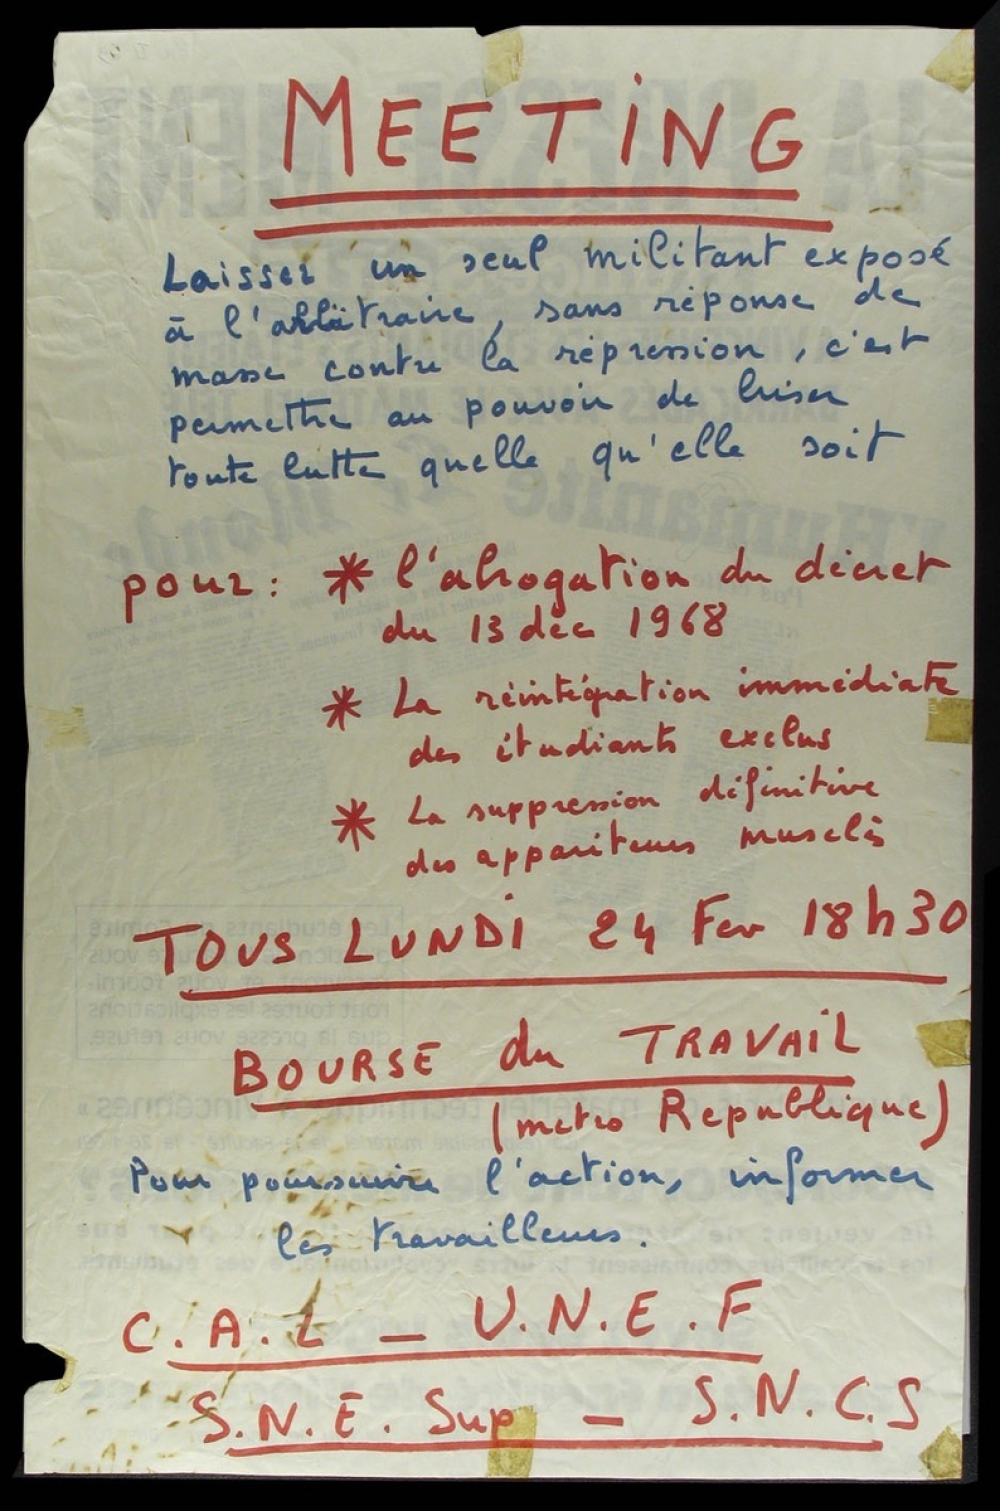 MEETING
Laisser un seul militant exposé
à l'arbitraire, sans réponse de
masse contre la répression, c'est
permettre au pouvoir de briser
toute lutte quelle qu'elle soit
pour : * l'abrogation du décret
du 13 déc 1968
* La réintégration immédiate
des étudiants exclus
* La suppression définitive
des appariteurs musclés
TOUS LUNDI 24 Fev 18h30
BOURSE du TRAVAIL
(metro Republique)
Pour poursuivre l'action, informer
les travailleurs.
C.A.L _ U.N.E.F
S.N.E. Sup _ S.N.C.S